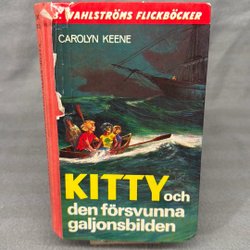 B. WAHLSTRÖMS FLICKBÖCKER
CAROLYN KEENE
KITTY och
den försvunna
galjonsbilden